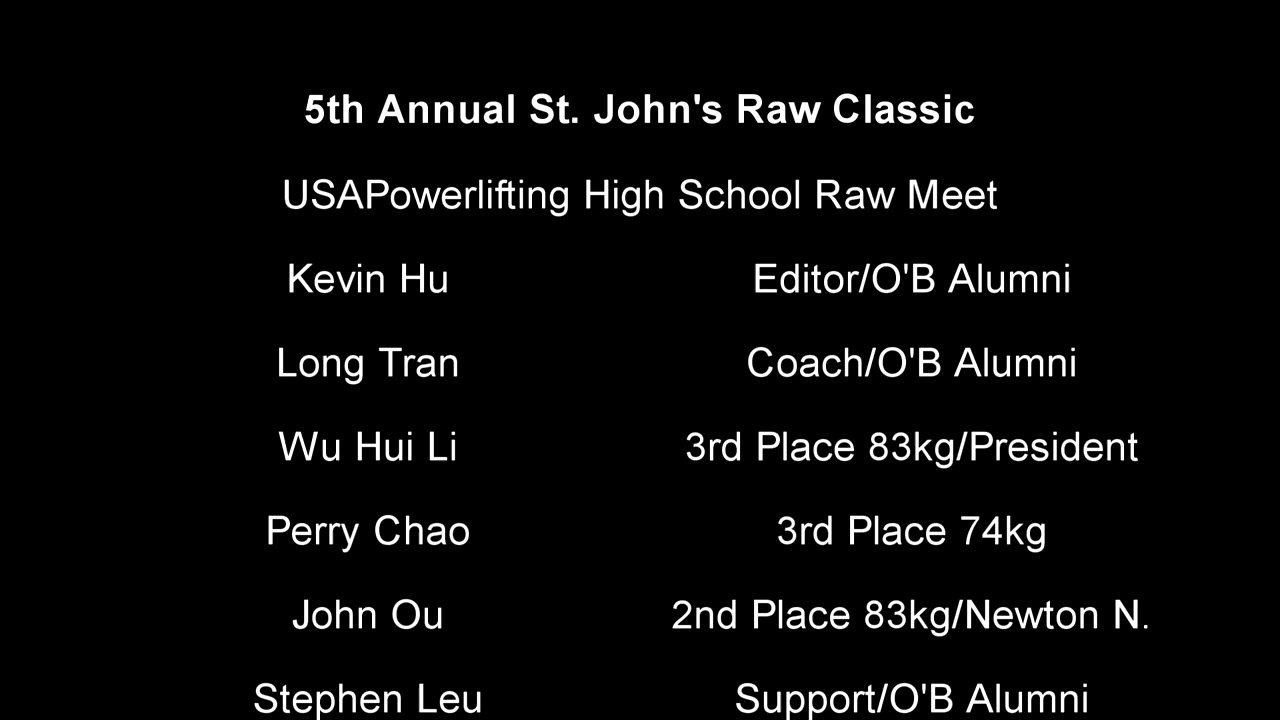 5th Annual St. John's Raw Classic
USAPowerlifting High School Raw Meet
Kevin Hu Editor/O'B Alumni
Long Tran Coach/O'B Alumni
Wu Hui Li 3rd Place 83kg/President
Perry Chao 3rd Place 74kg
John Ou 2nd Place 83kg/Newton N.
Stephen Leu Support/O'B Alumni